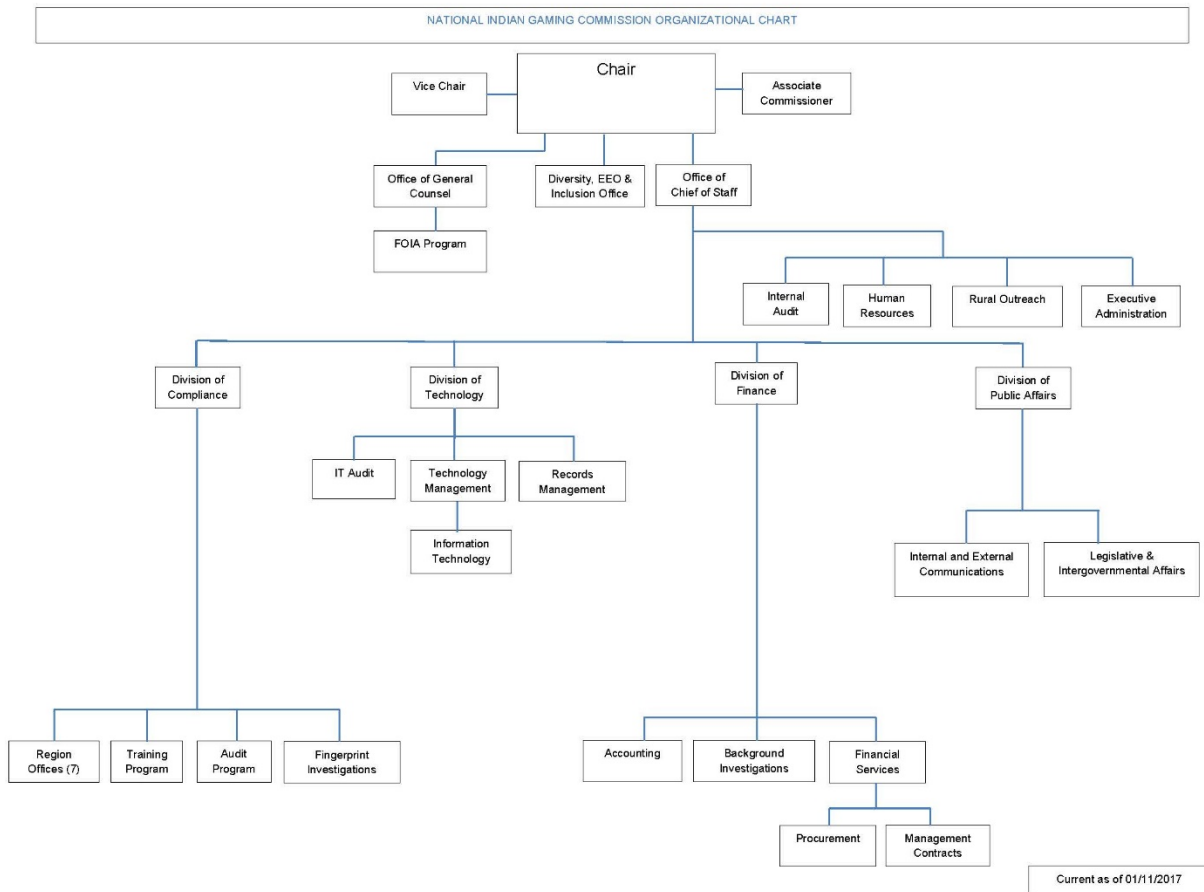 NATIONAL INDIAN GAMING COMMISSION ORGANIZATIONAL CHART
Chair
Vice Chair
Associate
Commissioner
Office of General
Counsel
Diversity, EEO &
Inclusion Office
Office of
Chief of Staff
FOIA Program
Internal
Audit
Human
Resources
Rural Outreach
Executive
Administration
Division of
Compliance
Division of
Technology
Division of
Finance
Division of
Public Affairs
IT Audit
Technology
Management
Records
Management
Information
Technology
Internal and External
Communications
Legislative &
Intergovernmental Affairs
Region
Offices (7)
Training
Program
Audit
Program
Fingerprint
Investigations
Accounting
Background
Investigations
Financial
Services
Procurement
Management
Contracts
Current as of 01/11/2017